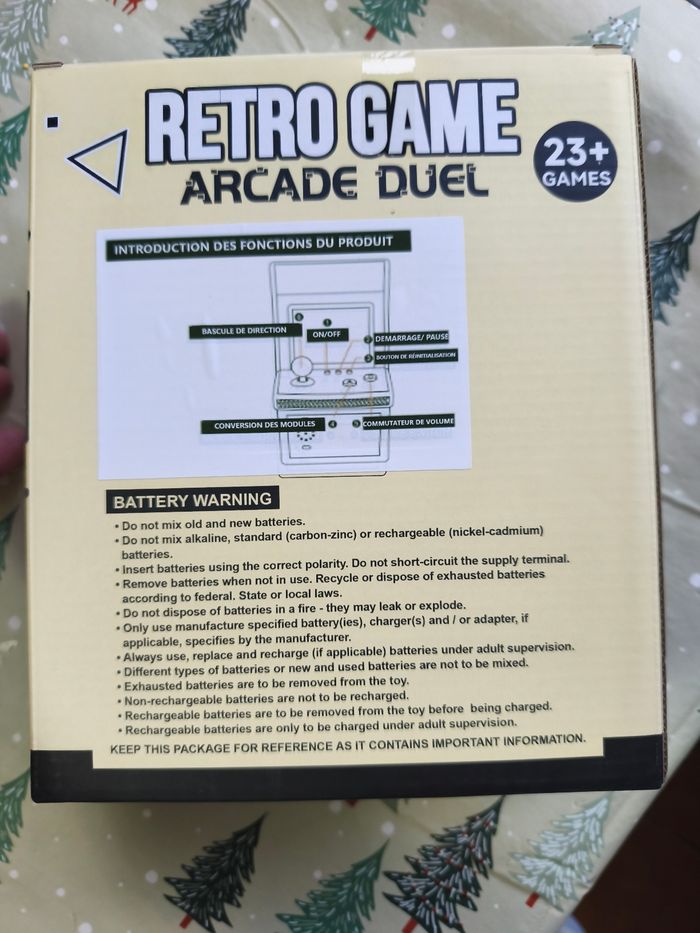 RETRO GAME
ARCADE DUEL
23+
GAMES
INTRODUCTION DES FONCTIONS DU PRODUIT
6
1
BASCULE DE DIRECTION
ON/OFF
2 DEMARRAGE/ PAUSE
3 BOUTON DE RÉINITIALISATION
CONVERSION DES MODULES 4
5 COMMUTATEUR DE VOLUME
BATTERY WARNING
• Do not mix old and new batteries.
• Do not mix alkaline, standard (carbon-zinc) or rechargeable (nickel-cadmium)
batteries.
• Insert batteries using the correct polarity. Do not short-circuit the supply terminal.
• Remove batteries when not in use. Recycle or dispose of exhausted batteries
according to federal. State or local laws.
• Do not dispose of batteries in a fire - they may leak or explode.
• Only use manufacture specified battery(ies), charger(s) and / or adapter, if
applicable, specifies by the manufacturer.
• Always use, replace and recharge (if applicable) batteries under adult supervision.
• Different types of batteries or new and used batteries are not to be mixed.
• Exhausted batteries are to be removed from the toy.
• Non-rechargeable batteries are not to be recharged.
• Rechargeable batteries are to be removed from the toy before being charged.
• Rechargeable batteries are only to be charged under adult supervision.
KEEP THIS PACKAGE FOR REFERENCE AS IT CONTAINS IMPORTANT INFORMATION.